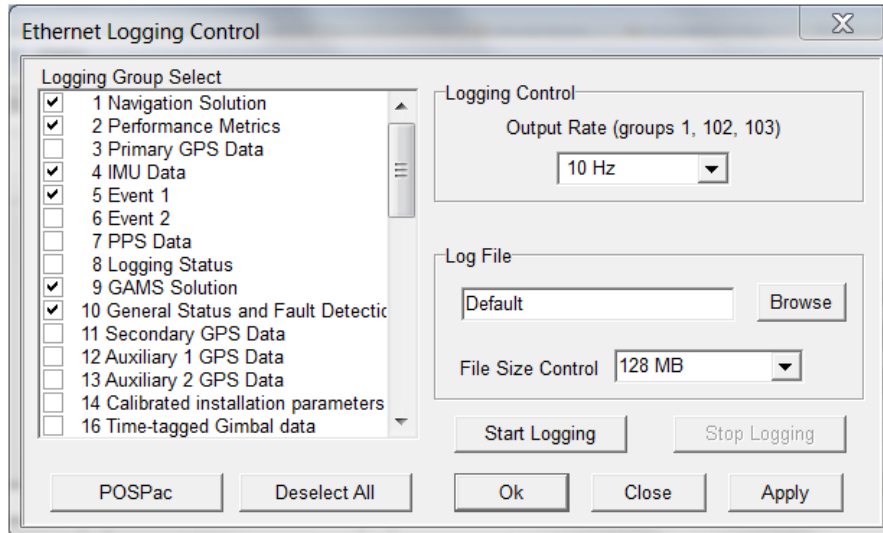 Ethernet Logging Control
X
Logging Group Select
1 Navigation Solution
2 Performance Metrics
3 Primary GPS Data
4 IMU Data
5 Event 1
6 Event 2
7 PPS Data
8 Logging Status
9 GAMS Solution
10 General Status and Fault Detectic
11 Secondary GPS Data
12 Auxiliary 1 GPS Data
13 Auxiliary 2 GPS Data
14 Calibrated installation parameters
16 Time-tagged Gimbal data
Logging Control
Output Rate (groups 1, 102, 103)
10 Hz
Log File
Default
Browse
File Size Control 128 MB
Start Logging Stop Logging
POSPac Deselect All Ok Close Apply